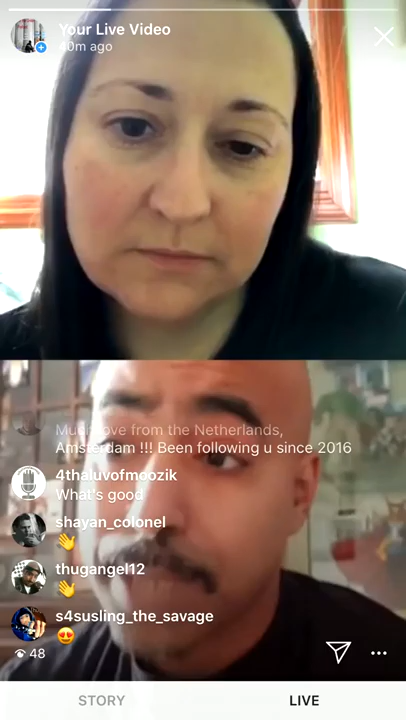 Your Live Video
40m ago
Much love from the Netherlands,
Amsterdam !!! Been following u since 2016
4thaluvofmoozik
What's good
shayan_colonel
👋
thugangel12
👋
s4susling_the_savage
😍
48
STORY
LIVE